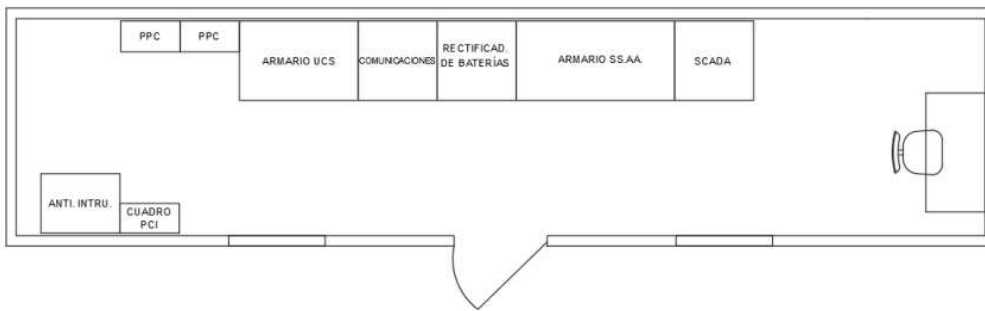 PPC
PPC
ARMARIO UCS
COMUNICACIONES
RECTIFICAD.
DE BATERÍAS
ARMARIO SS.AA.
SCADA
ANTI. INTRU.
CUADRO
PCI